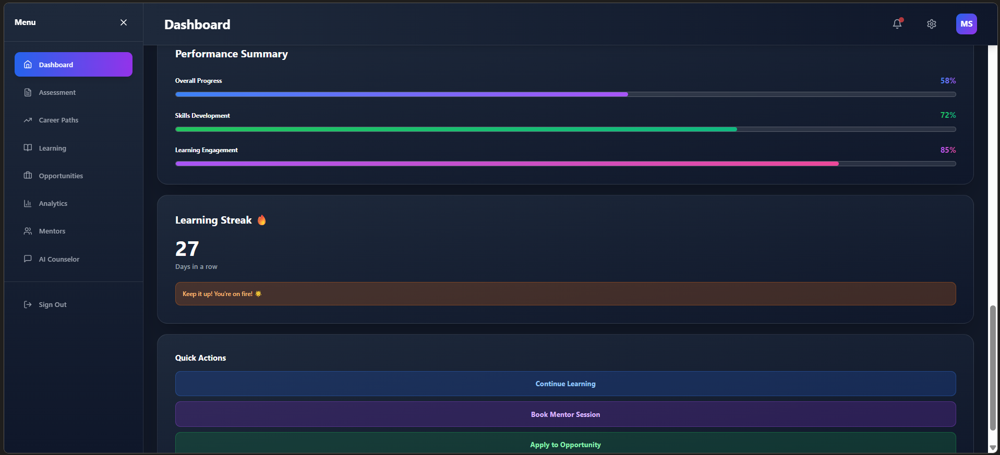 Menu
Dashboard
Assessment
Career Paths
Learning
Opportunities
Analytics
Mentors
AI Counselor
Sign Out
Dashboard
MS
Performance Summary
Overall Progress
58%
Skills Development
72%
Learning Engagement
85%
Learning Streak 🔥
27
Days in a row
Keep it up! You're on fire! 🌟
Quick Actions
Continue Learning
Book Mentor Session
Apply to Opportunity